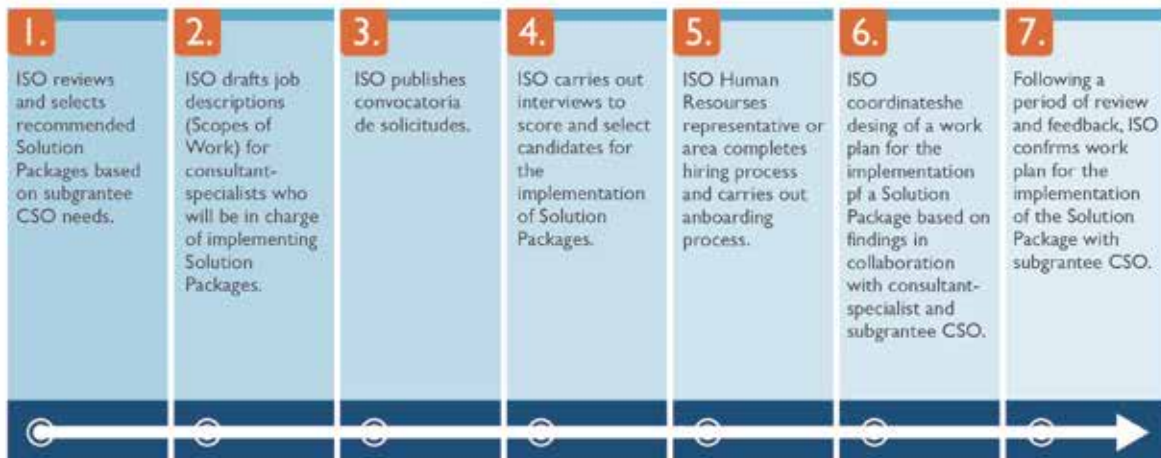 1.
ISO reviews
and selects
recommended
Solution
Packages based
on subgrantee
CSO needs.
2.
ISO drafts job
descriptions
(Scopes of
Work) for
consultant-
specialists who
will be in charge
of implementing
Solution
Packages.
3.
ISO publishes
convocatoria
de solicitudes.
4.
ISO carries out
interviews to
score and select
candidates for
the
implementation
of Solution
Packages.
5.
ISO Human
Resourses
representative or
area completes
hiring process
and carries out
anboarding
process.
6.
ISO
coordinateshe
desing of a work
plan for the
implementation
pf a Solution
Package based on
findings in
collaboration
with consultant-
specialist and
subgrantee CSO.
7.
Following a
period of review
and feedback, ISO
confrms work
plan for the
implementation
of the Solution
Package with
subgrantee CSO.